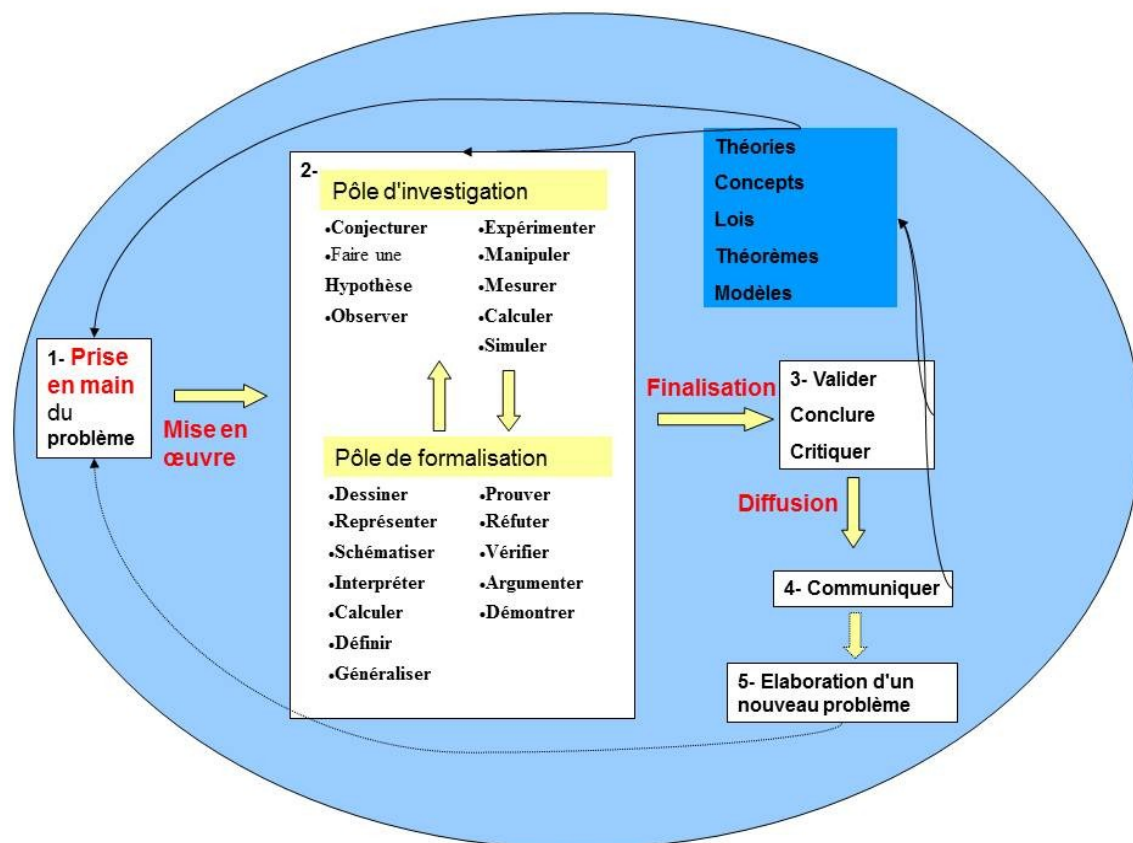 Théories
Concepts
Lois
Théorèmes
Modèles
2-
Pôle d'investigation
•Conjecturer
•Faire une
Hypothèse
•Observer
•Expérimenter
•Manipuler
•Mesurer
•Calculer
•Simuler
1- Prise
en main
du
problème
Mise en
œuvre
Pôle de formalisation
•Dessiner
•Représenter
•Schématiser
•Interpréter
•Calculer
•Définir
•Généraliser
•Prouver
•Réfuter
•Vérifier
•Argumenter
•Démontrer
Finalisation
3- Valider
Conclure
Critiquer
Diffusion
4- Communiquer
5- Elaboration d'un
nouveau problème